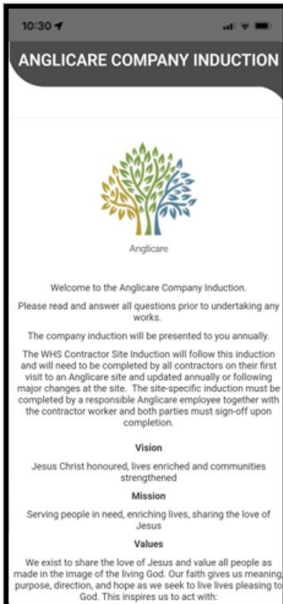 10:30
ANGLICARE COMPANY INDUCTION
Anglicare
Welcome to the Anglicare Company Induction.
Please read and answer all questions prior to undertaking any
works.
The company induction will be presented to you annually.
The WHS Contractor Site Induction will follow this induction
and will need to be completed by all contractors on their first
visit to an Anglicare site and updated annually or following
major changes at the site. The site-specific induction must be
completed by a responsible Anglicare employee together with
the contractor worker and both parties must sign-off upon
completion.
Vision
Jesus Christ honoured, lives enriched and communities
strengthened
Mission
Serving people in need, enriching lives, sharing the love of
Jesus
Values
We exist to share the love of Jesus and value all people as
made in the image of the living God. Our faith gives us meaning,
purpose, direction, and hope as we seek to live lives pleasing to
God. This inspires us to act with: